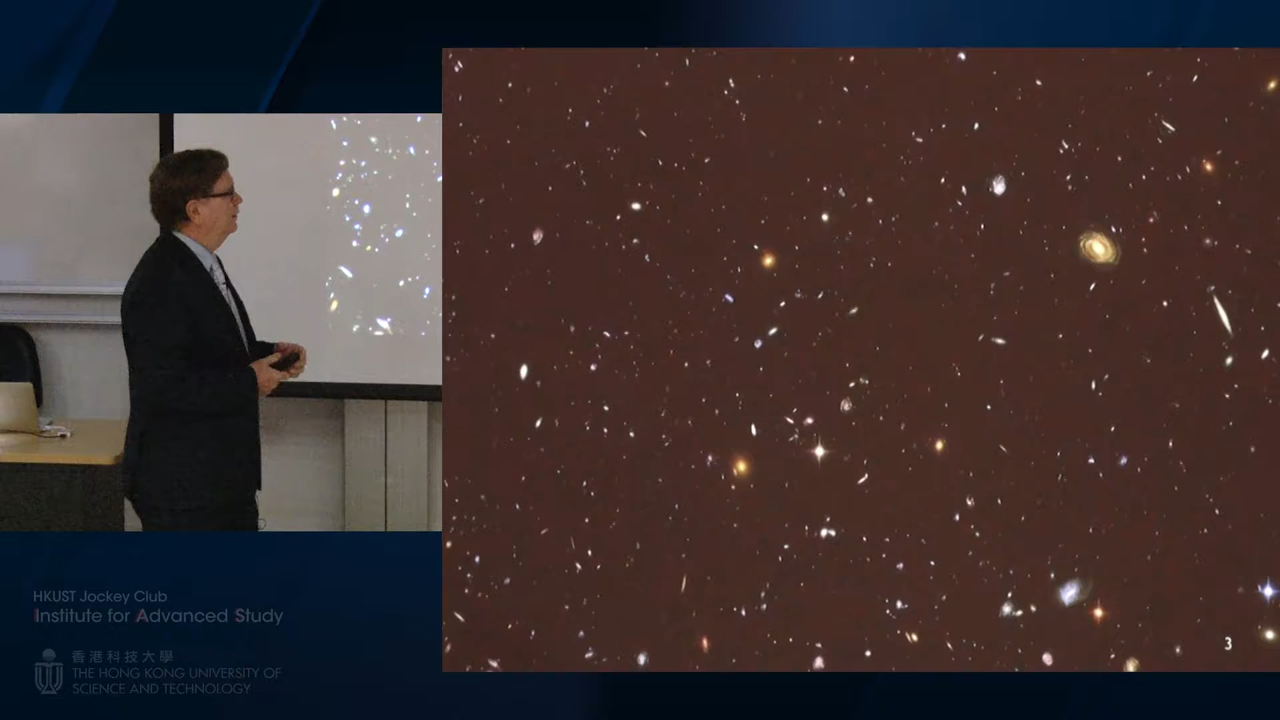 HKUST Jockey Club
Institute for Advanced Study
香港科技大學
THE HONG KONG UNIVERSITY OF
SCIENCE AND TECHNOLOGY
3